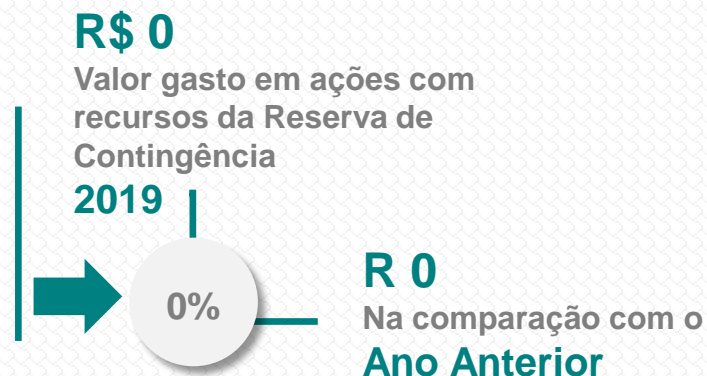 R$ 0
Valor gasto em ações com
recursos da Reserva de
Contingência
2019
0%
R 0
Na comparação com o
Ano Anterior